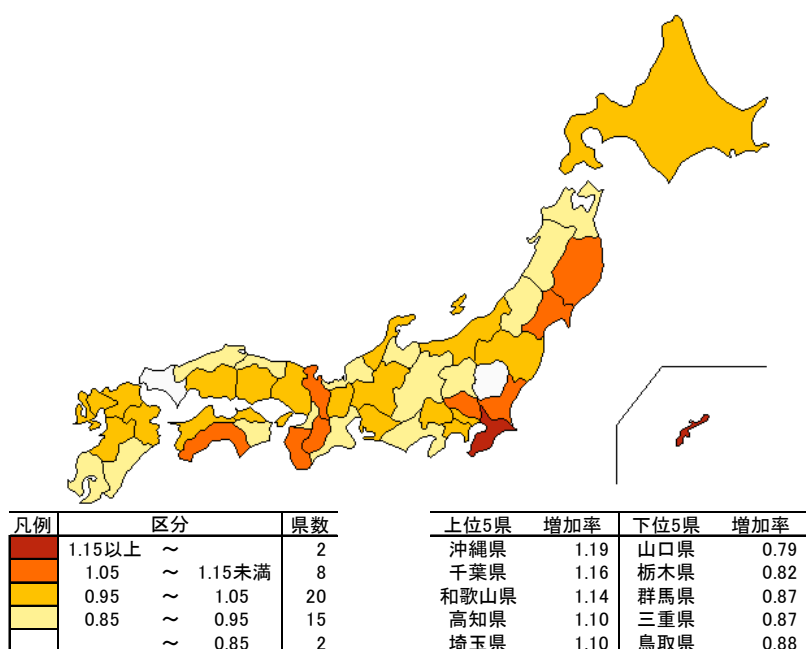 凡例 区分 県数
1.15以上 ～ 2
1.05 ～ 1.15未満 8
0.95 ～ 1.05 20
0.85 ～ 0.95 15
～ 0.85 2
上位5県 増加率 下位5県 増加率
沖縄県 1.19 山口県 0.79
千葉県 1.16 栃木県 0.82
和歌山県 1.14 群馬県 0.87
高知県 1.10 三重県 0.87
埼玉県 1.10 鳥取県 0.88